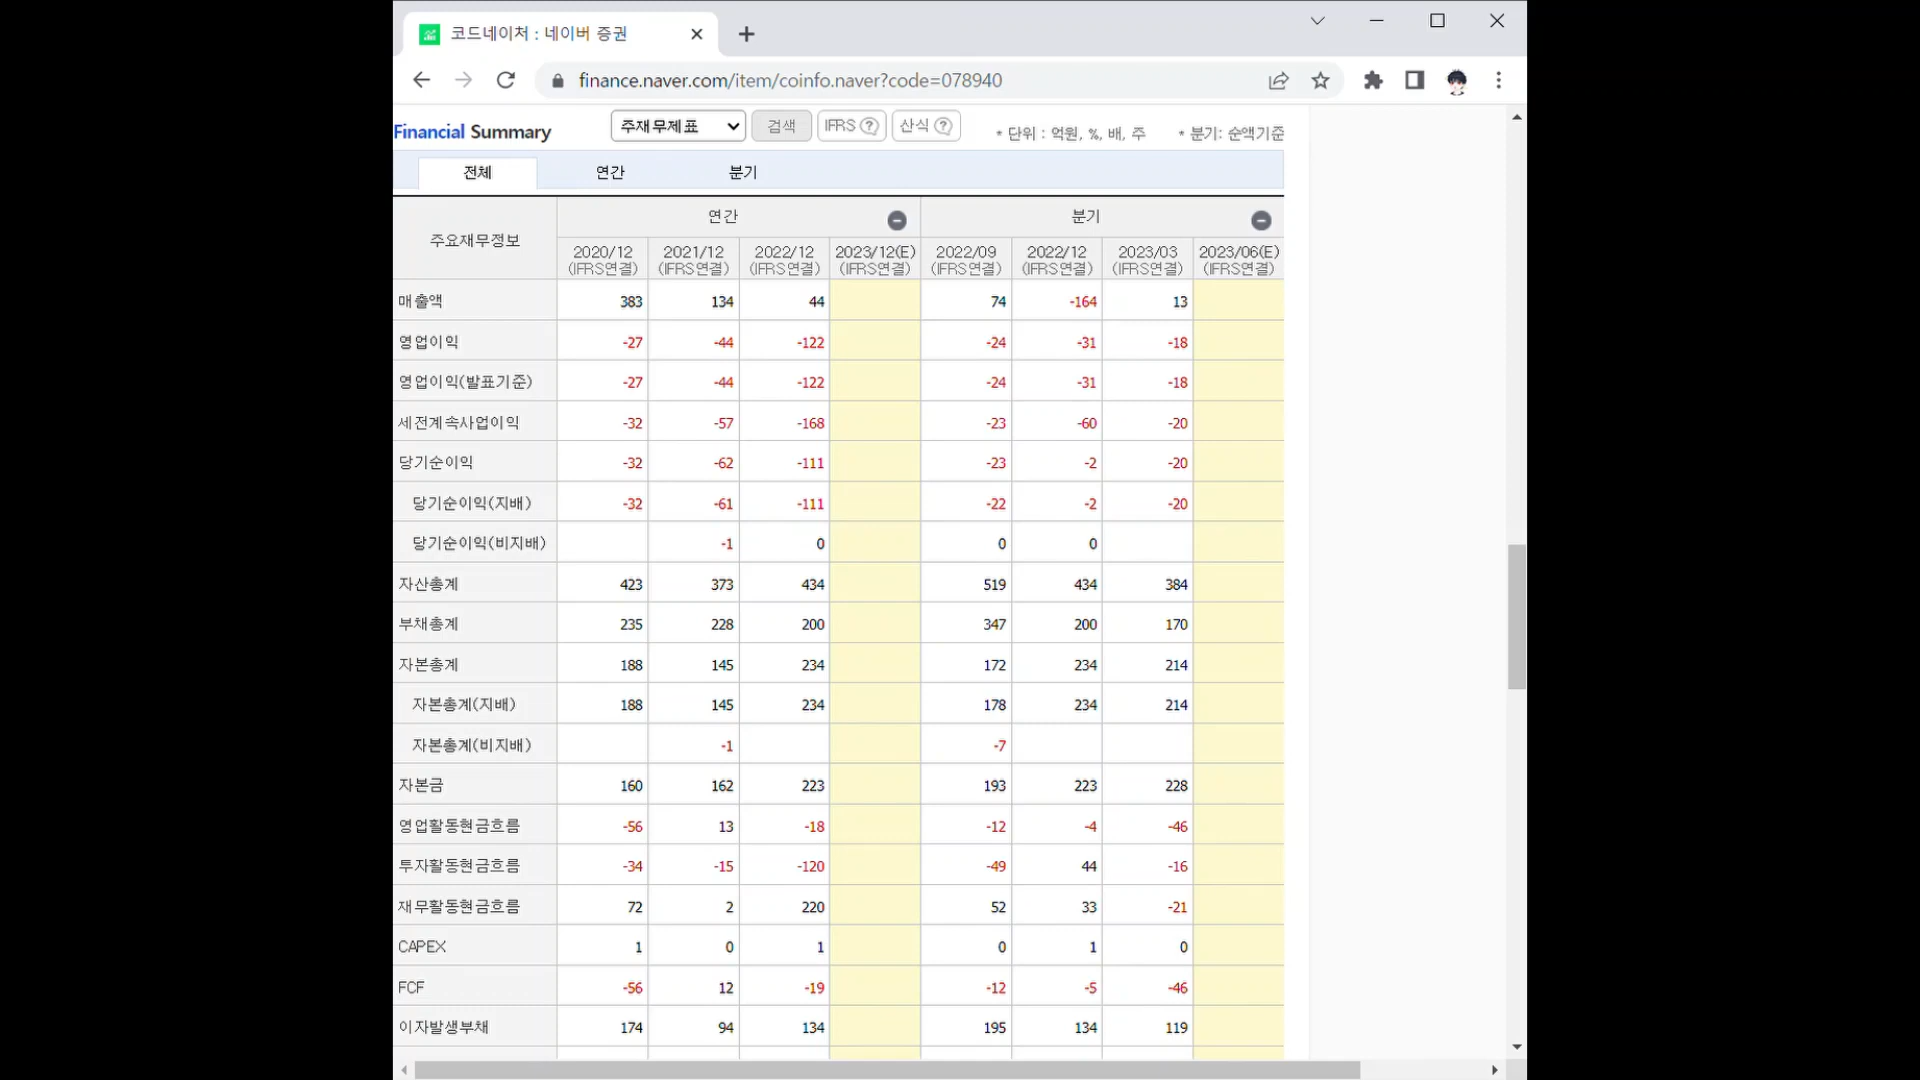 코드네이처 : 네이버 증권
finance.naver.com/item/coinfo.naver?code=078940
Financial Summary 주재무제표 검색 IFRS ? 산식 ? * 단위 : 억원, %, 배, 주 * 분기: 순액기준
전체 연간 분기
주요재무정보 연간 분기
2020/12 2021/12 2022/12 2023/12(E) 2022/09 2022/12 2023/03 2023/06(E)
(IFRS연결) (IFRS연결) (IFRS연결) (IFRS연결) (IFRS연결) (IFRS연결) (IFRS연결) (IFRS연결)
매출액 383 134 44 74 -164 13
영업이익 -27 -44 -122 -24 -31 -18
영업이익(발표기준) -27 -44 -122 -24 -31 -18
세전계속사업이익 -32 -57 -168 -23 -60 -20
당기순이익 -32 -62 -111 -23 -2 -20
당기순이익(지배) -32 -61 -111 -22 -2 -20
당기순이익(비지배) -1 0 0 0
자산총계 423 373 434 519 434 384
부채총계 235 228 200 347 200 170
자본총계 188 145 234 172 234 214
자본총계(지배) 188 145 234 178 234 214
자본총계(비지배) -1 -7
자본금 160 162 223 193 223 228
영업활동현금흐름 -56 13 -18 -12 -4 -46
투자활동현금흐름 -34 -15 -120 -49 44 -16
재무활동현금흐름 72 2 220 52 33 -21
CAPEX 1 0 1 0 1 0
FCF -56 12 -19 -12 -5 -46
이자발생부채 174 94 134 195 134 119